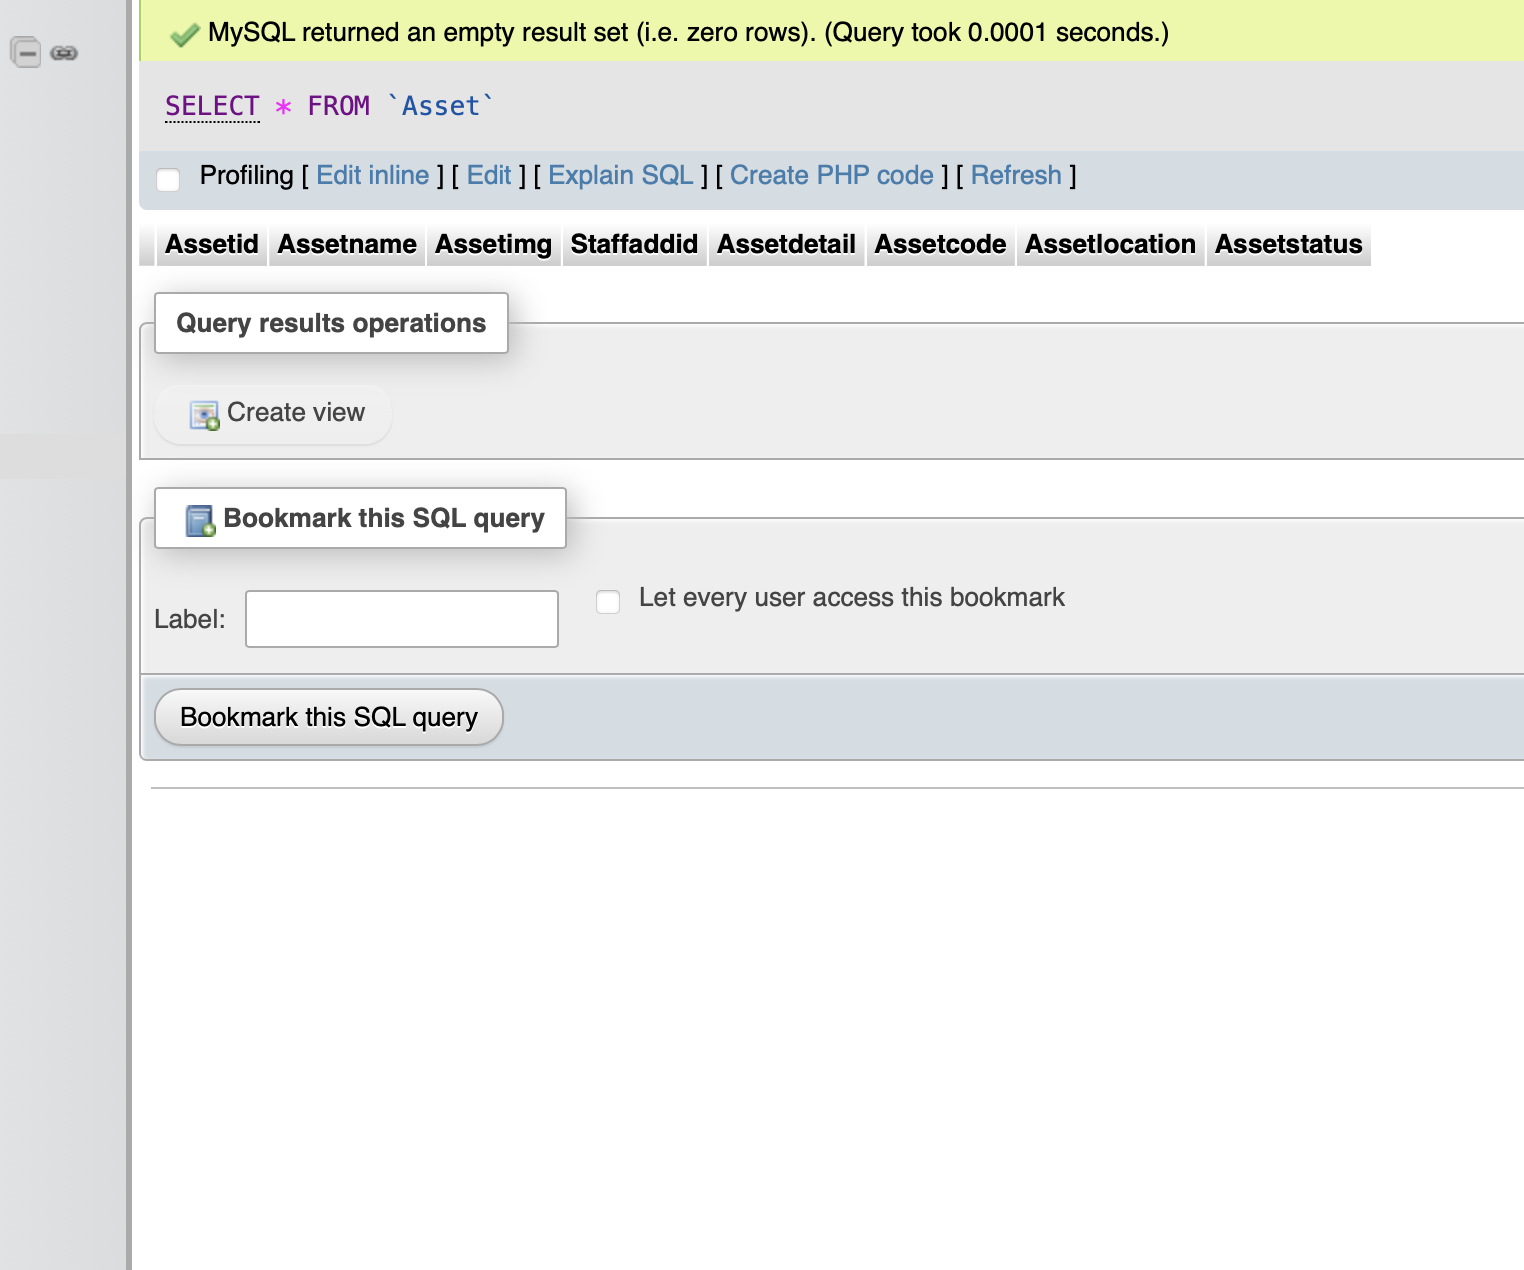 MySQL returned an empty result set (i.e. zero rows). (Query took 0.0001 seconds.)
SELECT * FROM `Asset`
Profiling [ Edit inline ] [ Edit ] [ Explain SQL ] [ Create PHP code ] [ Refresh ]
Assetid Assetname Assetimg Staffaddid Assetdetail Assetcode Assetlocation Assetstatus
Query results operations
Create view
Bookmark this SQL query
Label: Let every user access this bookmark
Bookmark this SQL query